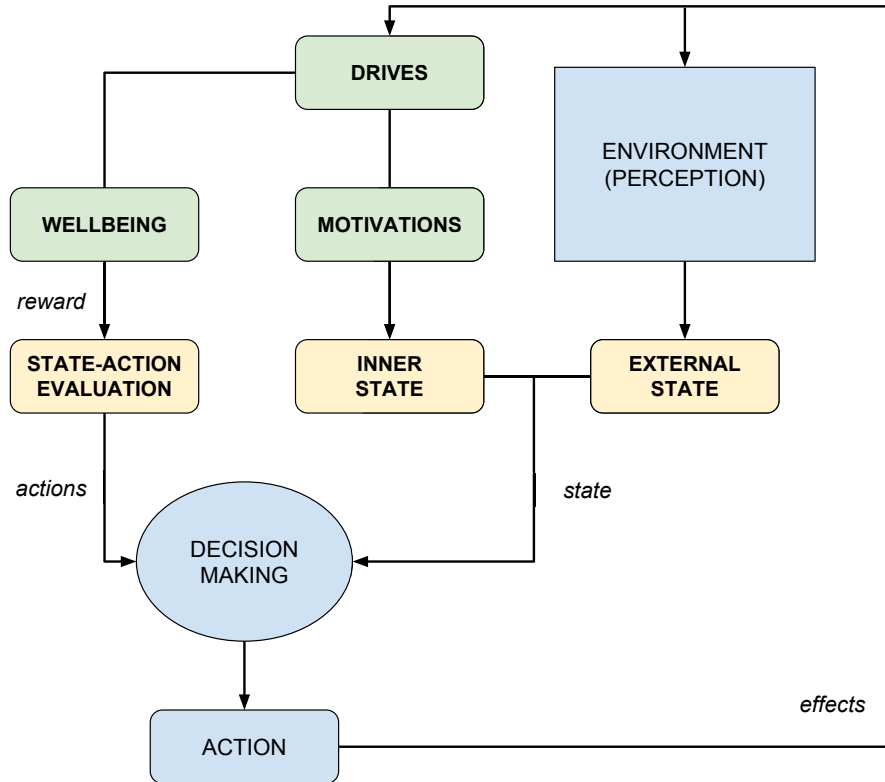 DRIVES
ENVIRONMENT
(PERCEPTION)
WELLBEING
MOTIVATIONS
reward
STATE-ACTION
EVALUATION
INNER
STATE
EXTERNAL
STATE
actions
state
DECISION
MAKING
effects
ACTION